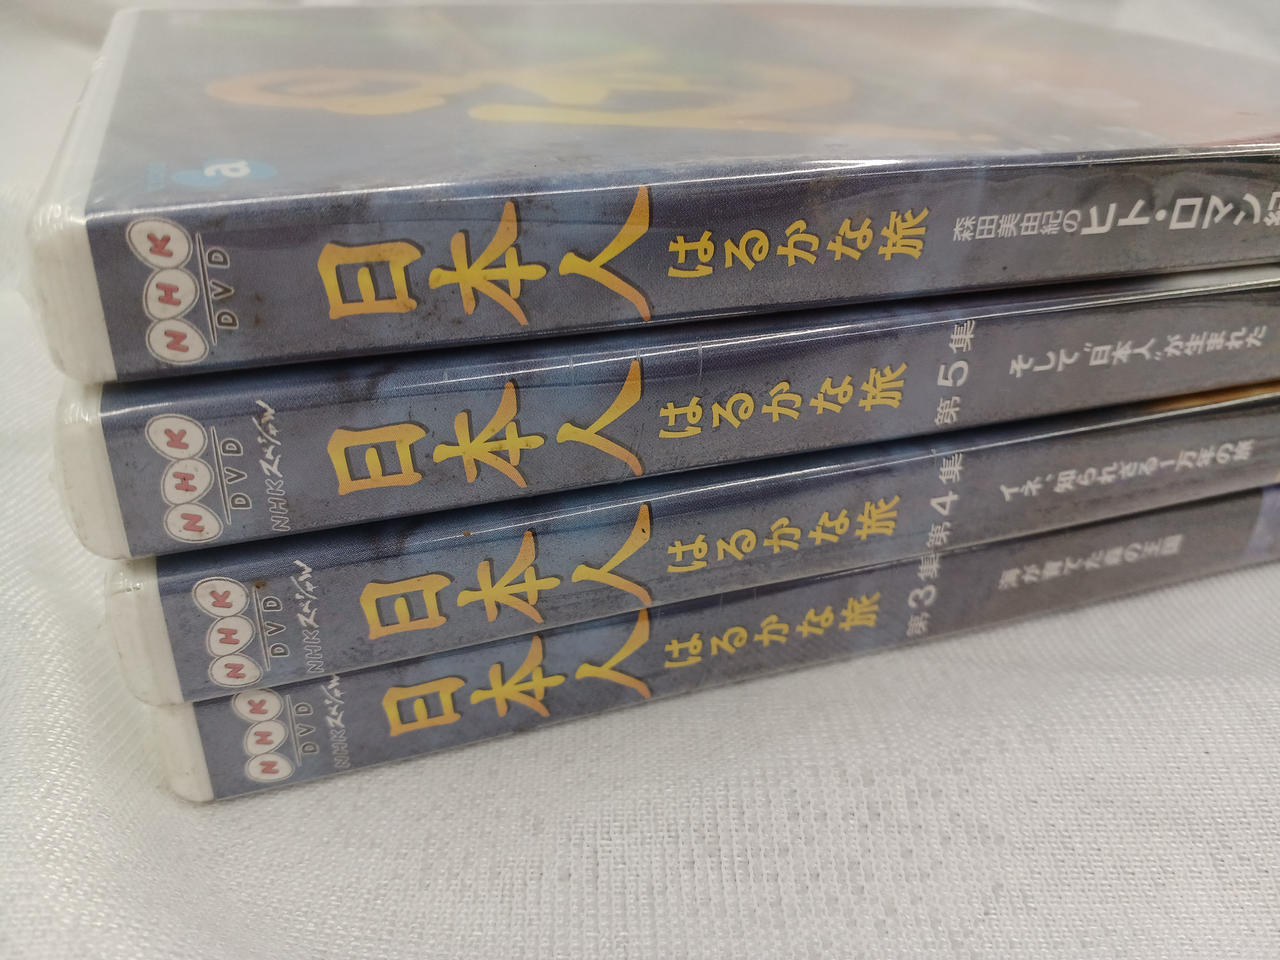 a
NHK
DVD
日本人
はるかな旅
森田美由紀の
ヒト・ロマン紀
NHK
DVD
NHKスペシャル
日本人
はるかな旅
第5集
そして“日本人”が生まれた
NHK
DVD
NHKスペシャル
日本人
はるかな旅
第4集
イネ、知られざる1万年の旅
NHK
DVD
NHKスペシャル
日本人
はるかな旅
第3集
海が育てた森の王国